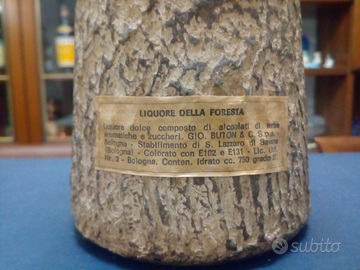 LIQUORE DELLA FORESTA
Liquore dolce composto di alcoolati di erbe
aromatiche e zuccheri. GIO. BUTON & C. S.p.A.
Bologna - Stabilimento di S. Lazzaro di Savena
(Bologna) - Colorato con E102 e E131 - Lic. UTIF
Nr. 2 - Bologna. Conten. Idrato cc. 750 gradi
subito